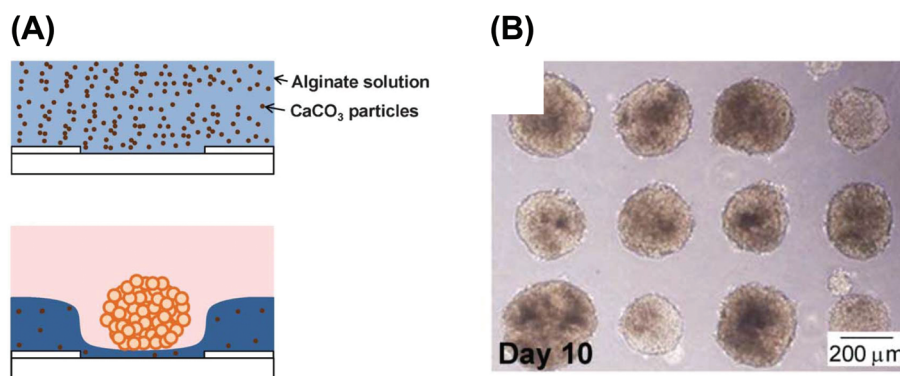 (A)
(B)
Alginate solution
CaCO₃ particles
Day 10
200 μm